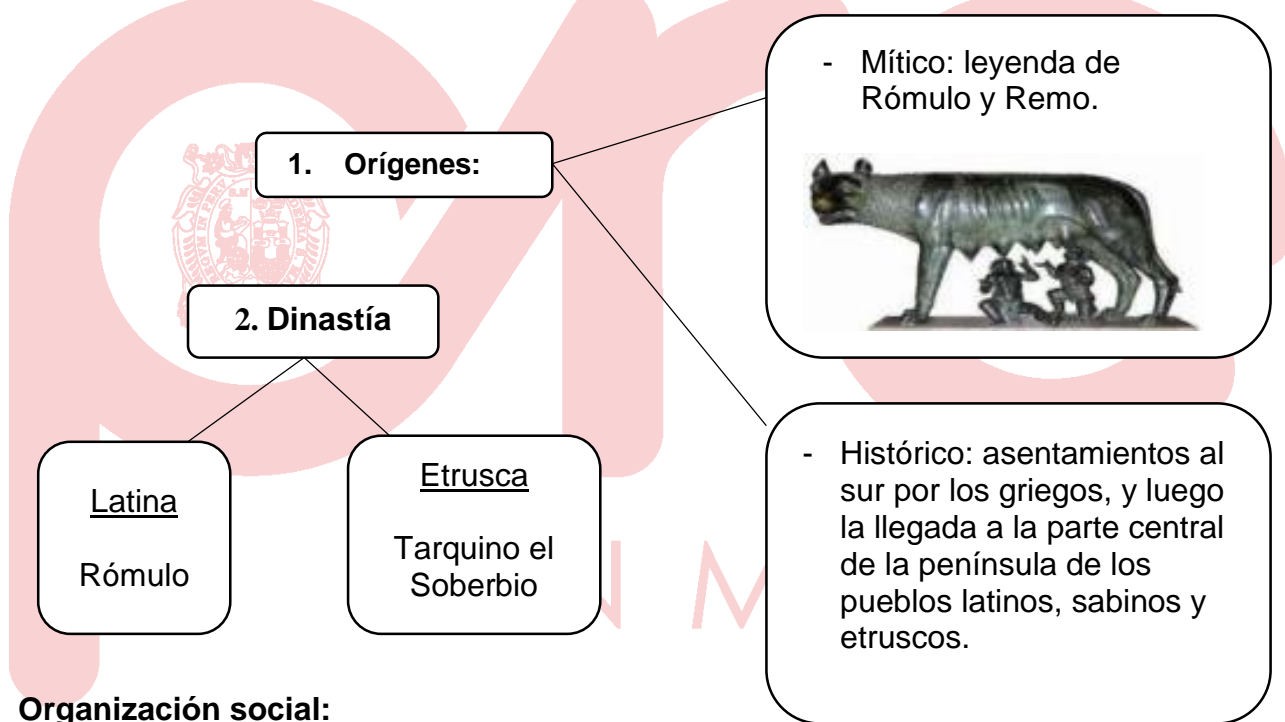 1. Orígenes:
- Mítico: leyenda de
Rómulo y Remo.
2. Dinastía
Latina
Rómulo
Etrusca
Tarquino el
Soberbio
- Histórico: asentamientos al
sur por los griegos, y luego
la llegada a la parte central
de la península de los
pueblos latinos, sabinos y
etruscos.
Organización social: